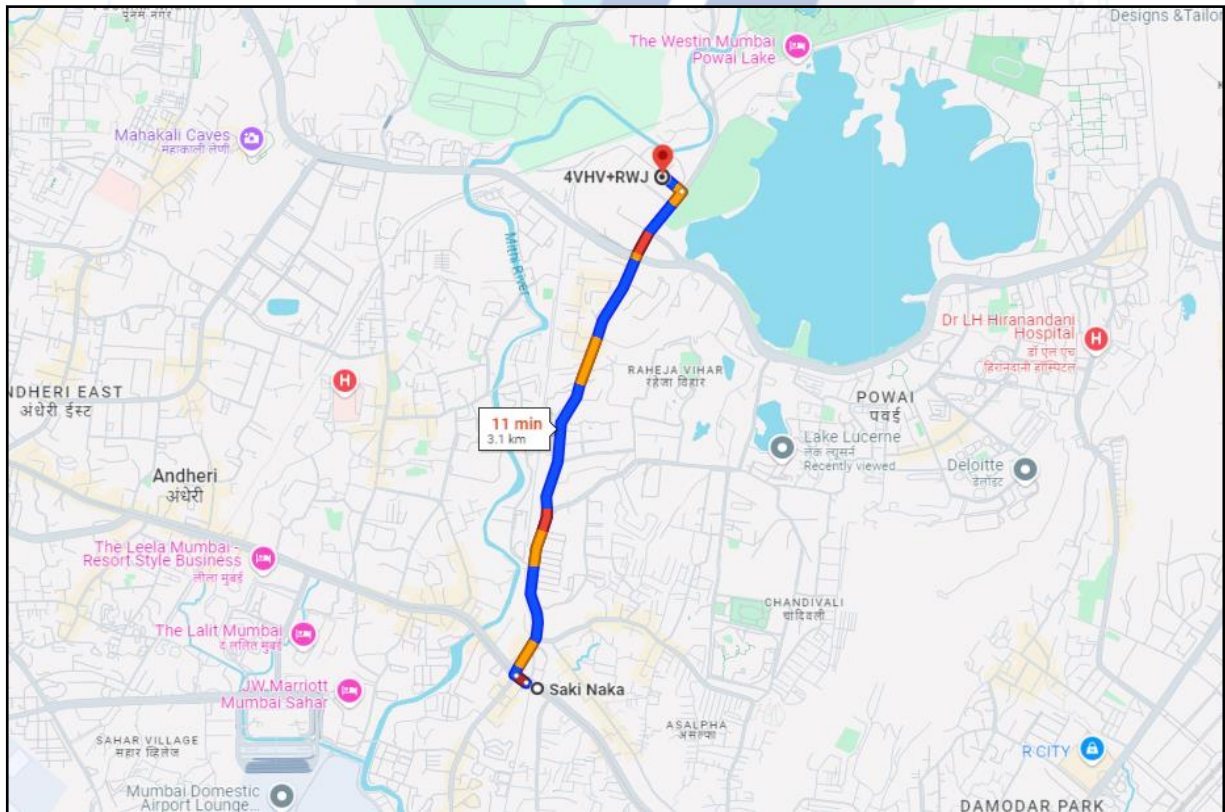 पूनम नगर
Designs &Tailor
The Westin Mumbai
Powai Lake
Mahakali Caves
महाकाली लेणी
4VHV+RWJ
Mithi River
Dr LH Hiranandani
Hospital
डॉ एल एच
हिरानंदानी हॉस्पिटल
RAHEJA VIHAR
रहेजा विहार
NDHERI EAST
अंधेरी ईस्ट
POWAI
पवई
11 min
3.1 km
Lake Lucerne
लेक ल्यूसर्न
Recently viewed
Deloitte
डेलॉइट
Andheri
अंधेरी
The Leela Mumbai -
Resort Style Business
लीला मुंबई
CHANDIVALI
चांदिवली
The Lalit Mumbai
द ललित मुंबई
Saki Naka
JW Marriott
Mumbai Sahar
ASALPHA
असल्फा
SAHAR VILLAGE
सहार व्हिलेज
R CITY
Mumbai Domestic
Airport Lounge...
DAMODAR PARK